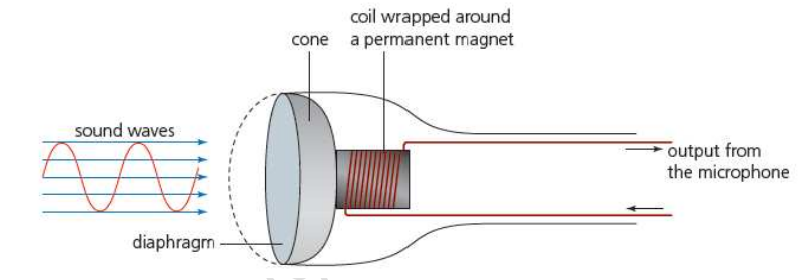 coil wrapped around
cone a permanent magnet
sound waves
output from
the microphone
diaphragm